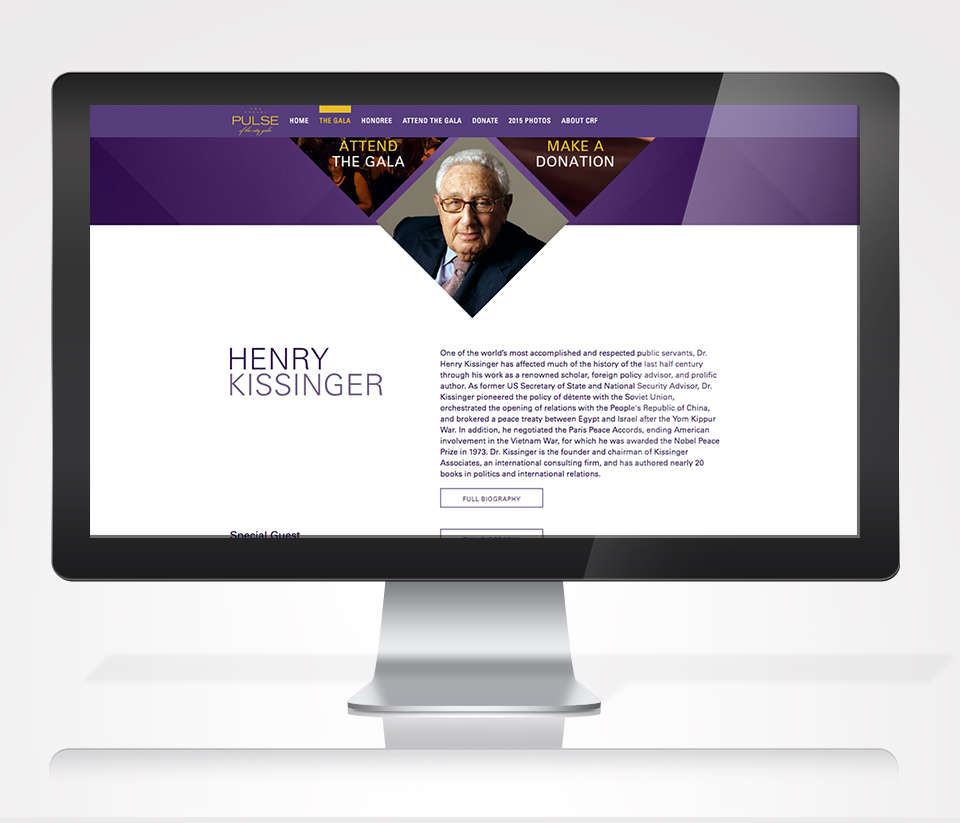 PULSE
of the city gala
HOME THE GALA HONOREE ATTEND THE GALA DONATE 2015 PHOTOS ABOUT CRF
ATTEND
THE GALA
MAKE A
DONATION
HENRY
KISSINGER
One of the world's most accomplished and respected public servants, Dr.
Henry Kissinger has affected much of the history of the last half century
through his work as a renowned scholar, foreign policy advisor, and prolific
author. As former US Secretary of State and National Security Advisor, Dr.
Kissinger pioneered the policy of détente with the Soviet Union,
orchestrated the opening of relations with the People's Republic of China,
and brokered a peace treaty between Egypt and Israel after the Yom Kippur
War. In addition, he negotiated the Paris Peace Accords, ending American
involvement in the Vietnam War, for which he was awarded the Nobel Peace
Prize in 1973. Dr. Kissinger is the founder and chairman of Kissinger
Associates, an international consulting firm, and has authored nearly 20
books in politics and international relations.
FULL BIOGRAPHY
Special Guest